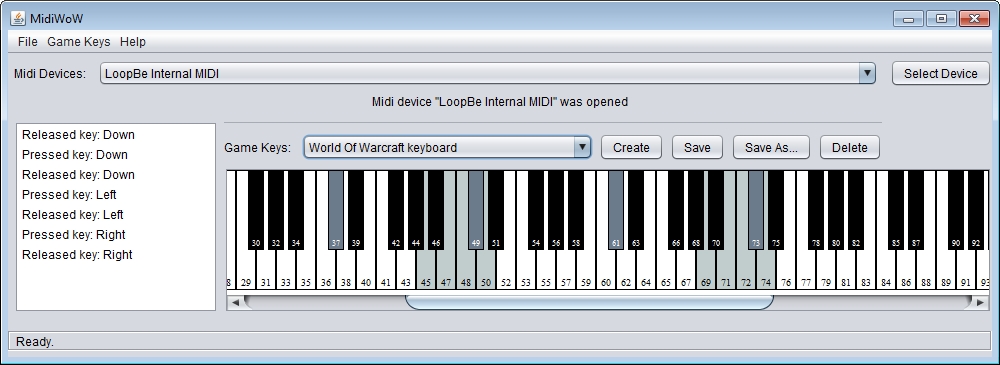 MidiWoW
File Game Keys Help
Midi Devices: LoopBe Internal MIDI Select Device
Midi device "LoopBe Internal MIDI" was opened
Released key: Down
Pressed key: Down
Released key: Down
Pressed key: Left
Released key: Left
Pressed key: Right
Released key: Right
Game Keys: World Of Warcraft keyboard Create Save Save As... Delete
30 32 34 37 39 42 44 46 49 51 54 56 58 61 63 66 68 70 73 75 78 80 82 85 87 90 92
8 29 31 33 35 36 38 40 41 43 45 47 48 50 52 53 55 57 59 60 62 64 65 67 69 71 72 74 76 77 79 81 83 84 86 88 89 91 93
Ready.